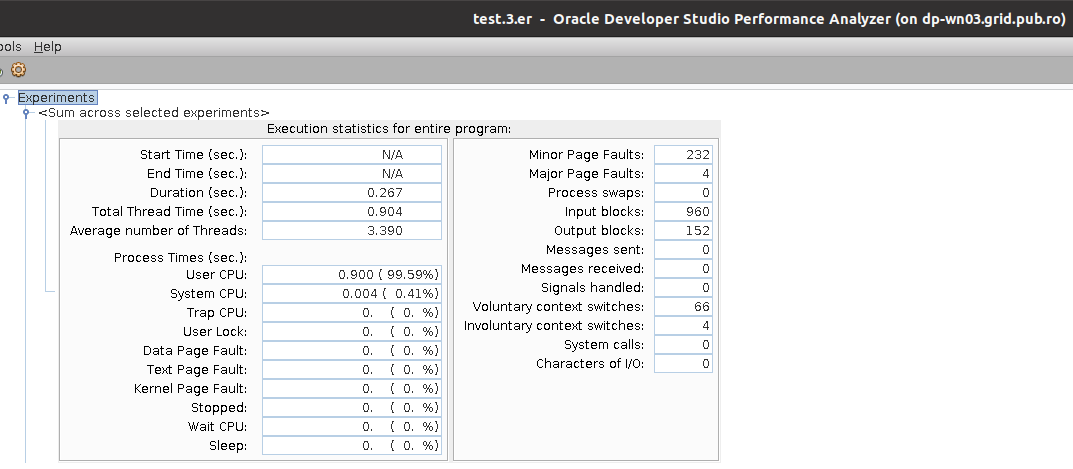 test.3.er - Oracle Developer Studio Performance Analyzer (on dp-wn03.grid.pub.ro)
ools Help
Experiments
<Sum across selected experiments>
Execution statistics for entire program:
Start Time (sec.): N/A
End Time (sec.): N/A
Duration (sec.): 0.267
Total Thread Time (sec.): 0.904
Average number of Threads: 3.390
Process Times (sec.):
User CPU: 0.900 ( 99.59%)
System CPU: 0.004 ( 0.41%)
Trap CPU: 0. ( 0. %)
User Lock: 0. ( 0. %)
Data Page Fault: 0. ( 0. %)
Text Page Fault: 0. ( 0. %)
Kernel Page Fault: 0. ( 0. %)
Stopped: 0. ( 0. %)
Wait CPU: 0. ( 0. %)
Sleep: 0. ( 0. %)
Minor Page Faults: 232
Major Page Faults: 4
Process swaps: 0
Input blocks: 960
Output blocks: 152
Messages sent: 0
Messages received: 0
Signals handled: 0
Voluntary context switches: 66
Involuntary context switches: 4
System calls: 0
Characters of I/O: 0